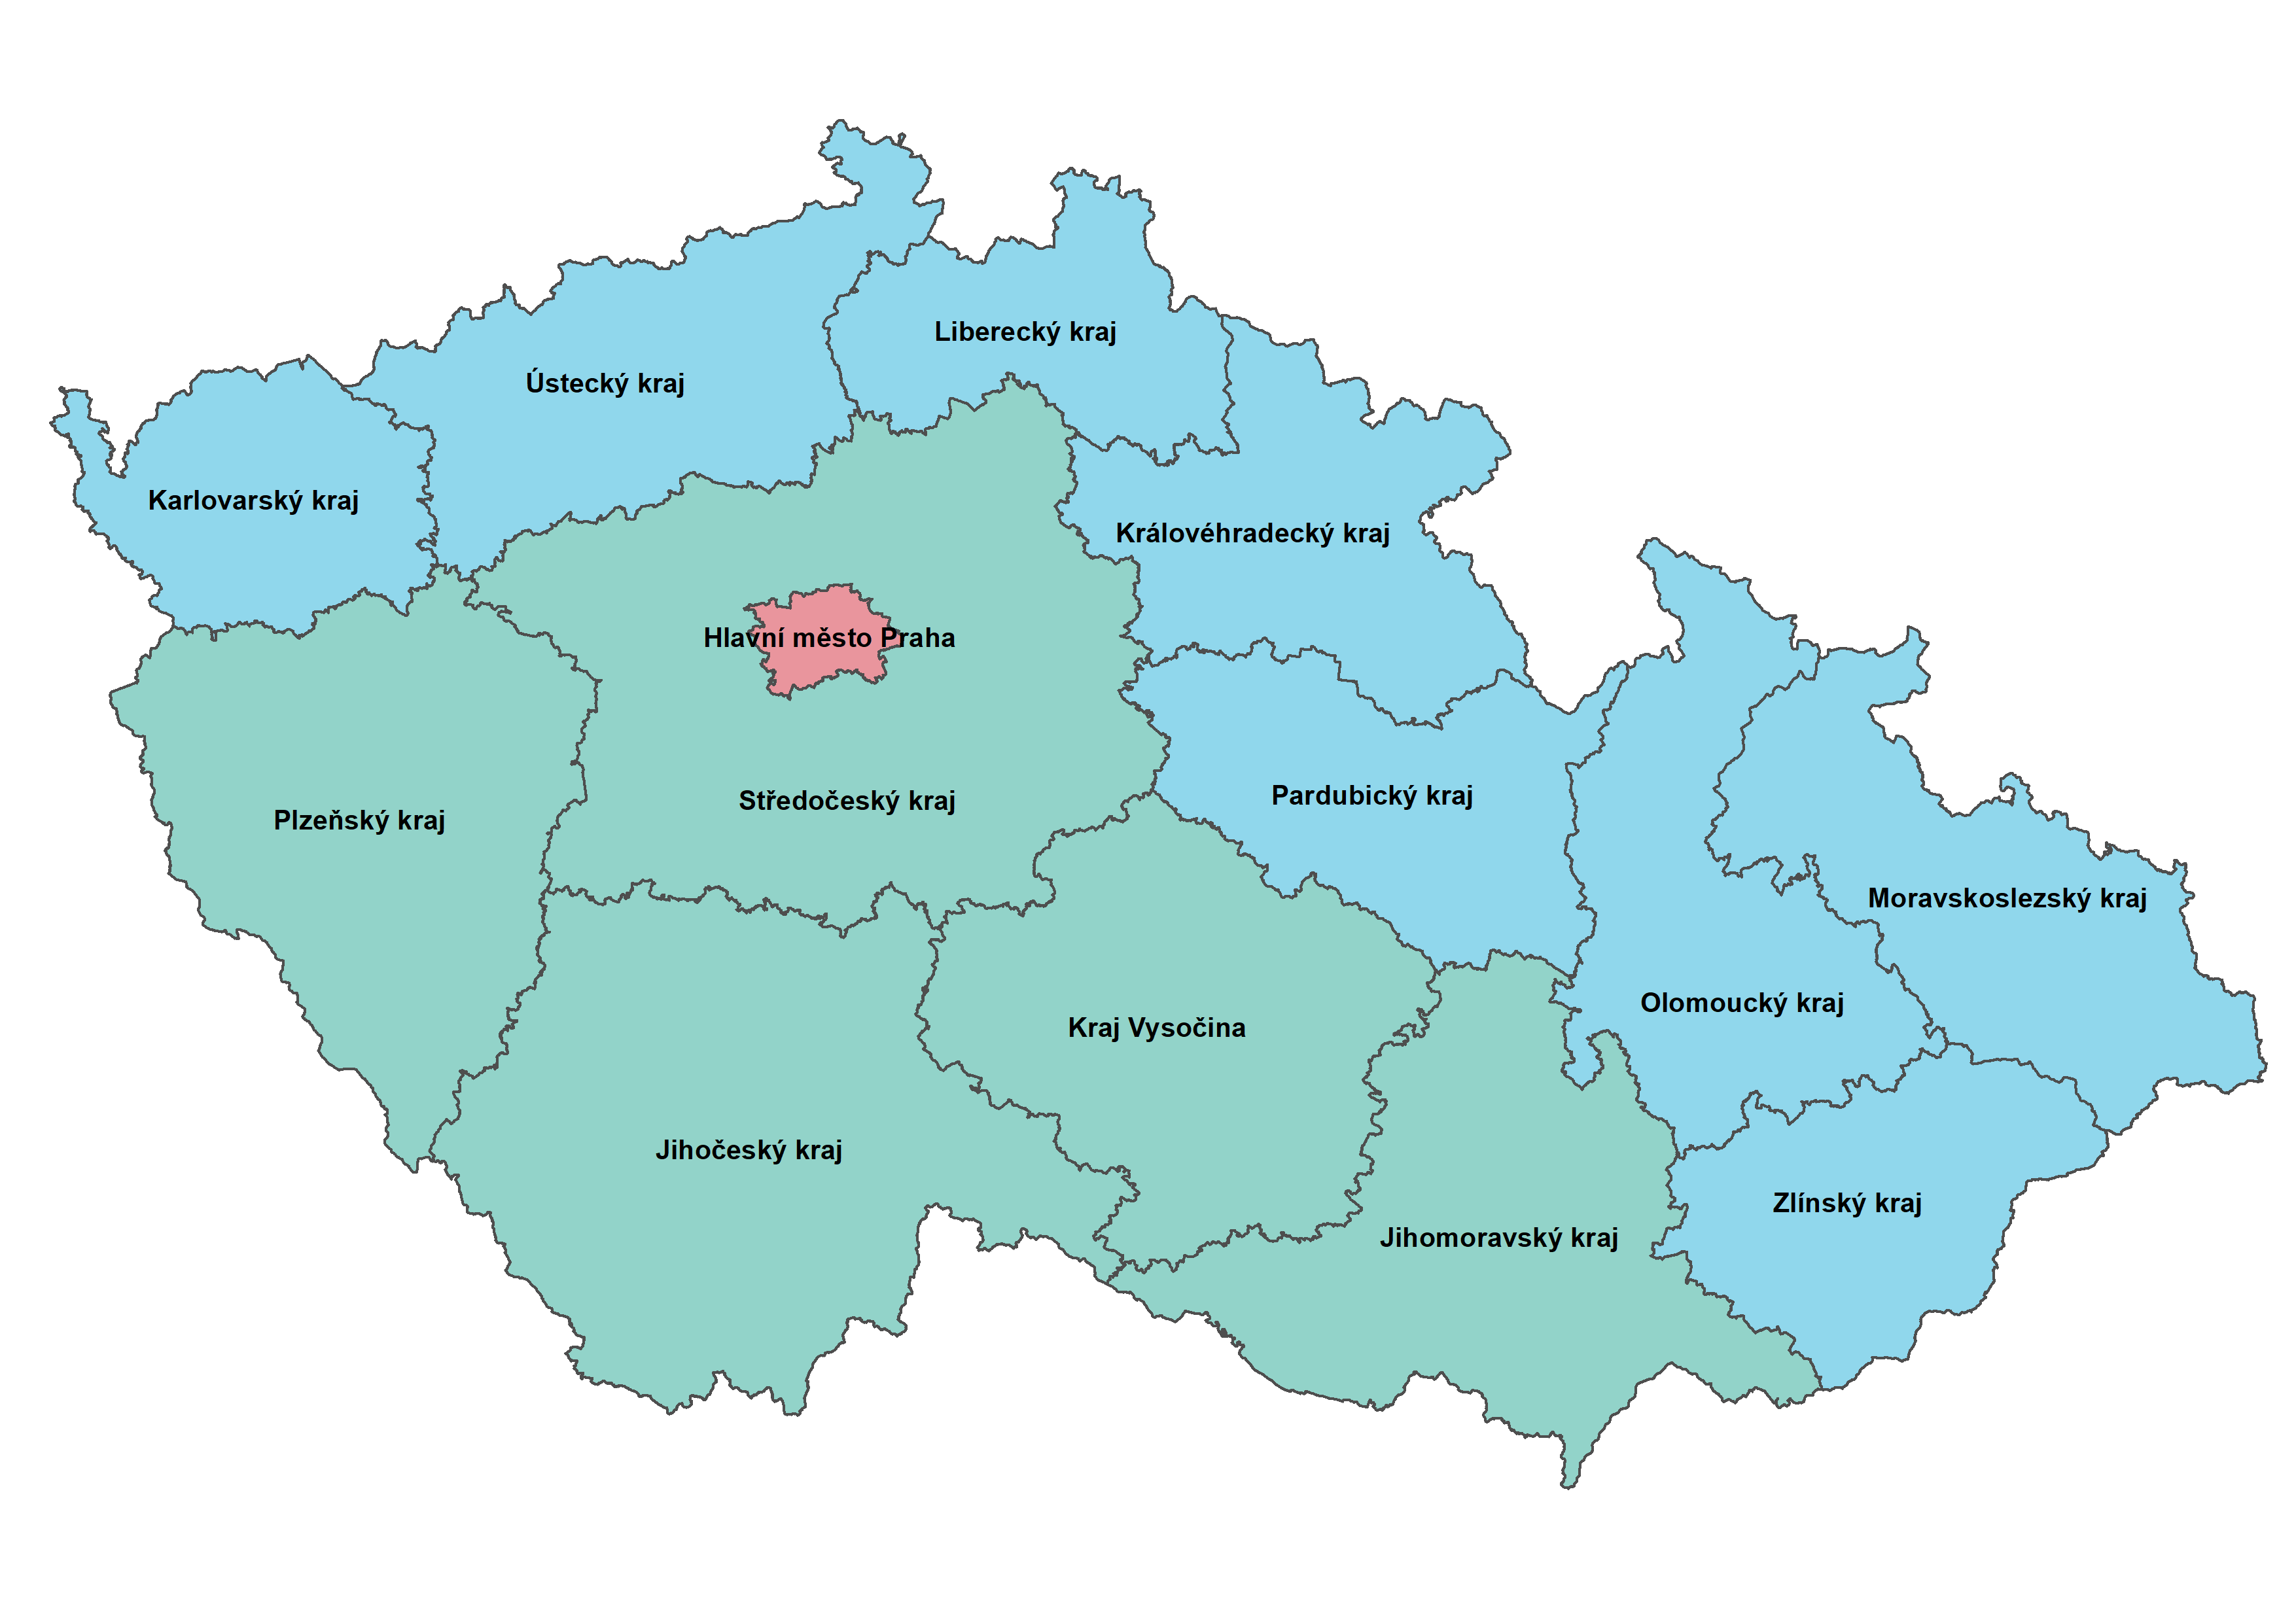 Liberecký kraj
Ústecký kraj
Karlovarský kraj
Královéhradecký kraj
Hlavní město Praha
Pardubický kraj
Středočeský kraj
Plzeňský kraj
Moravskoslezský kraj
Olomoucký kraj
Kraj Vysočina
Jihočeský kraj
Zlínský kraj
Jihomoravský kraj